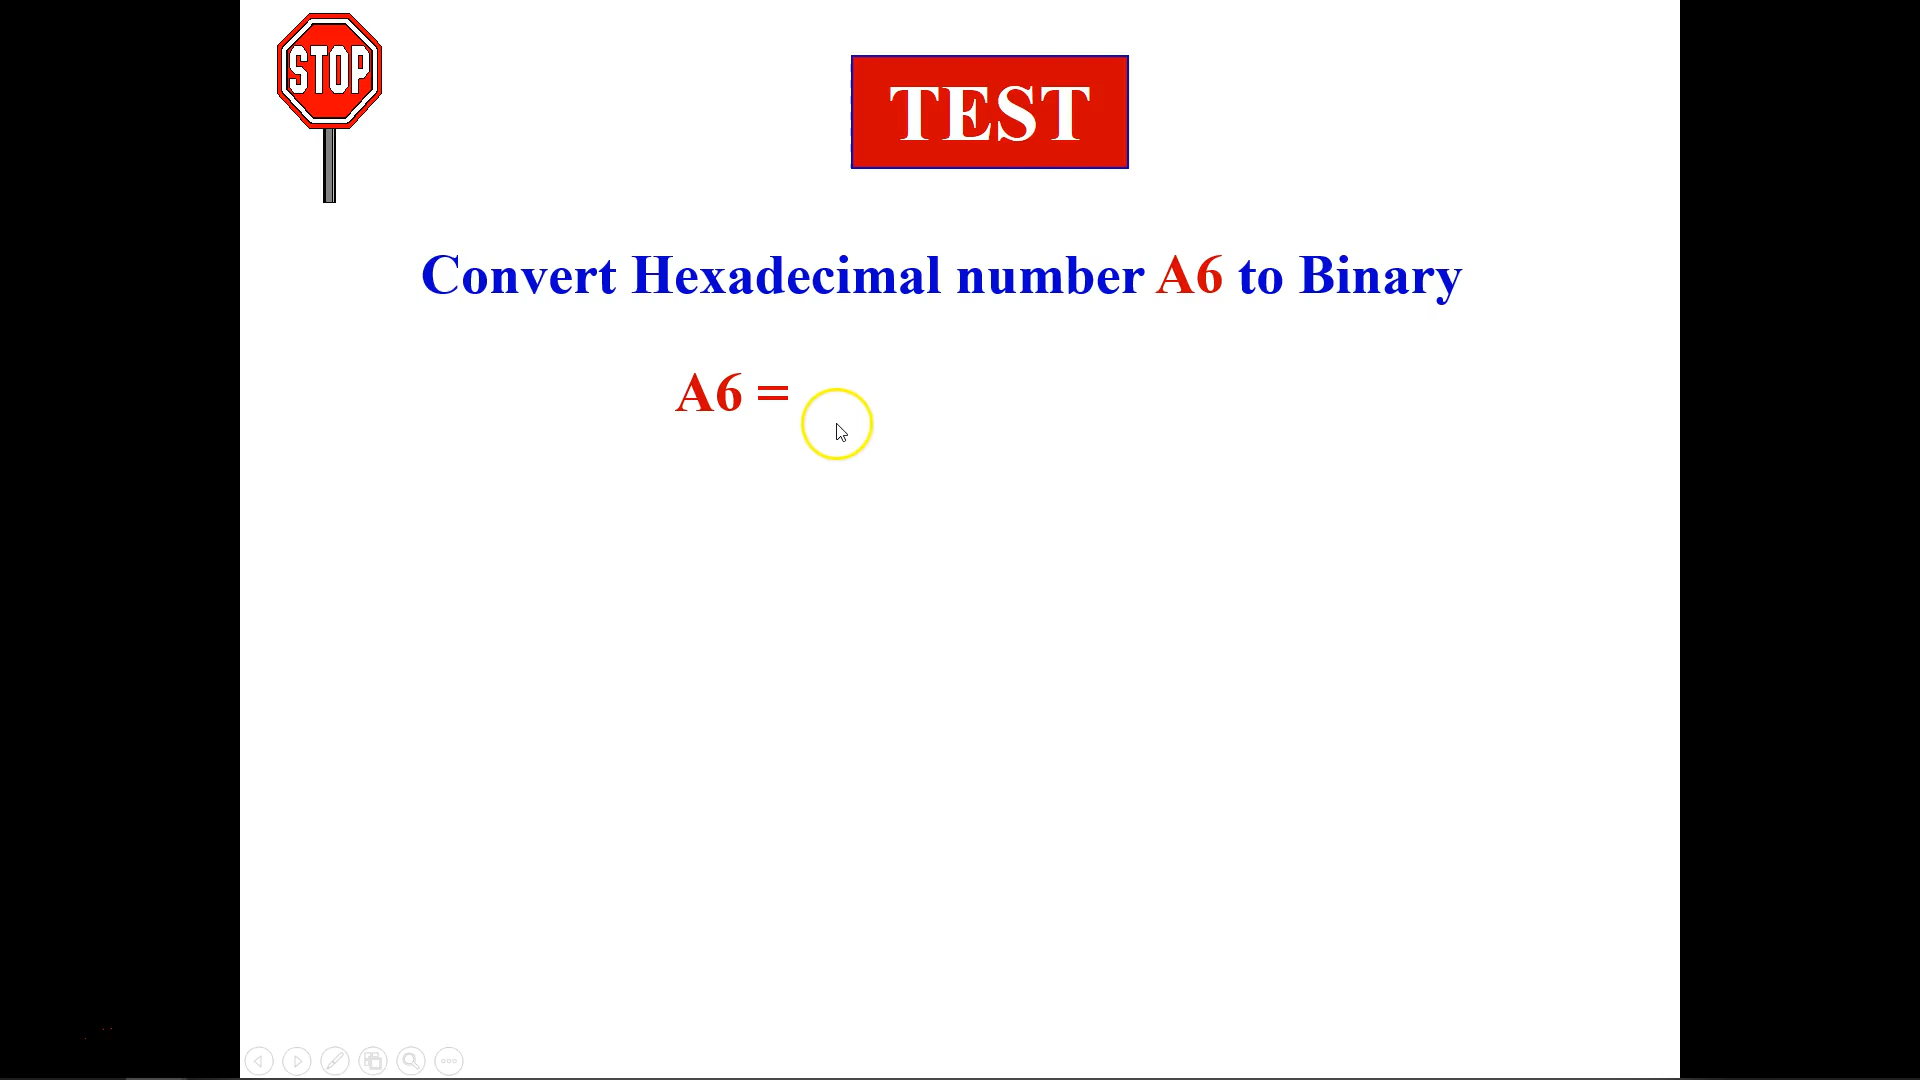 STOP
TEST
Convert Hexadecimal number A6 to Binary
A6 =